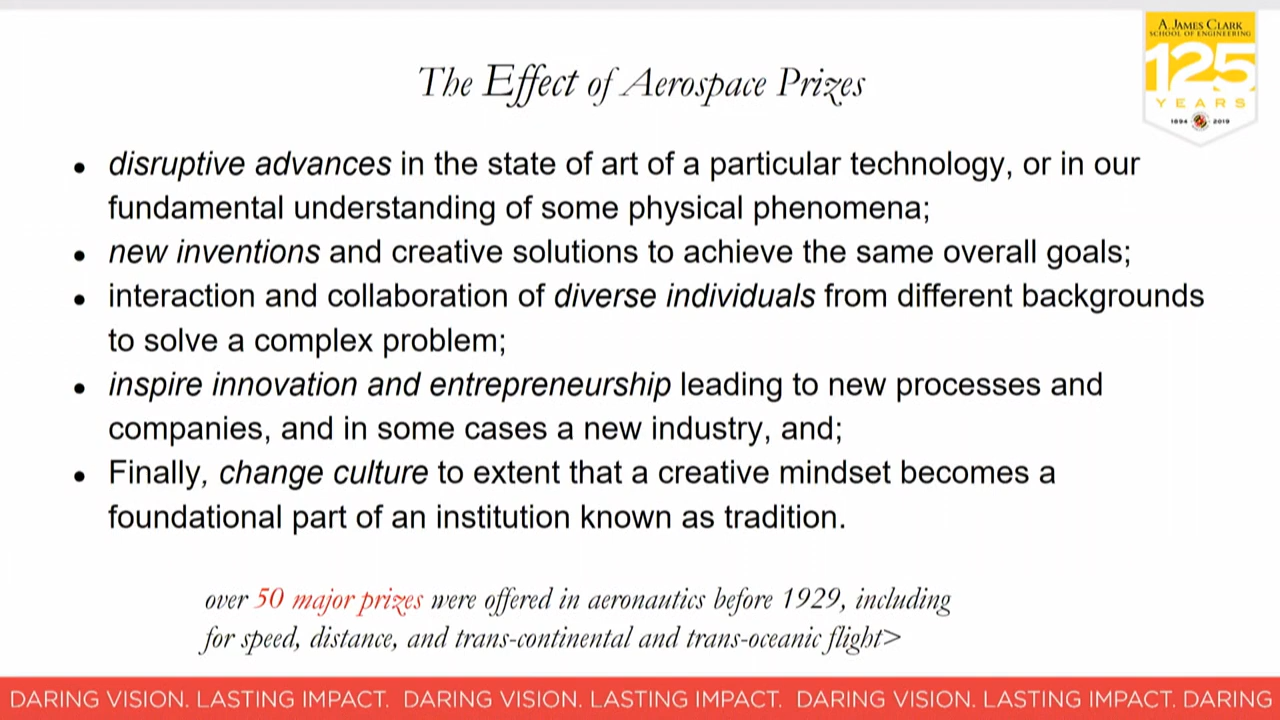 A. JAMES CLARK
SCHOOL OF ENGINEERING
125
YEARS
1894 2019
The Effect of Aerospace Prizes
• disruptive advances in the state of art of a particular technology, or in our
fundamental understanding of some physical phenomena;
• new inventions and creative solutions to achieve the same overall goals;
• interaction and collaboration of diverse individuals from different backgrounds
to solve a complex problem;
• inspire innovation and entrepreneurship leading to new processes and
companies, and in some cases a new industry, and;
• Finally, change culture to extent that a creative mindset becomes a
foundational part of an institution known as tradition.
over 50 major prizes were offered in aeronautics before 1929, including
for speed, distance, and trans-continental and trans-oceanic flight>
DARING VISION. LASTING IMPACT. DARING VISION. LASTING IMPACT. DARING VISION. LASTING IMPACT. DARING